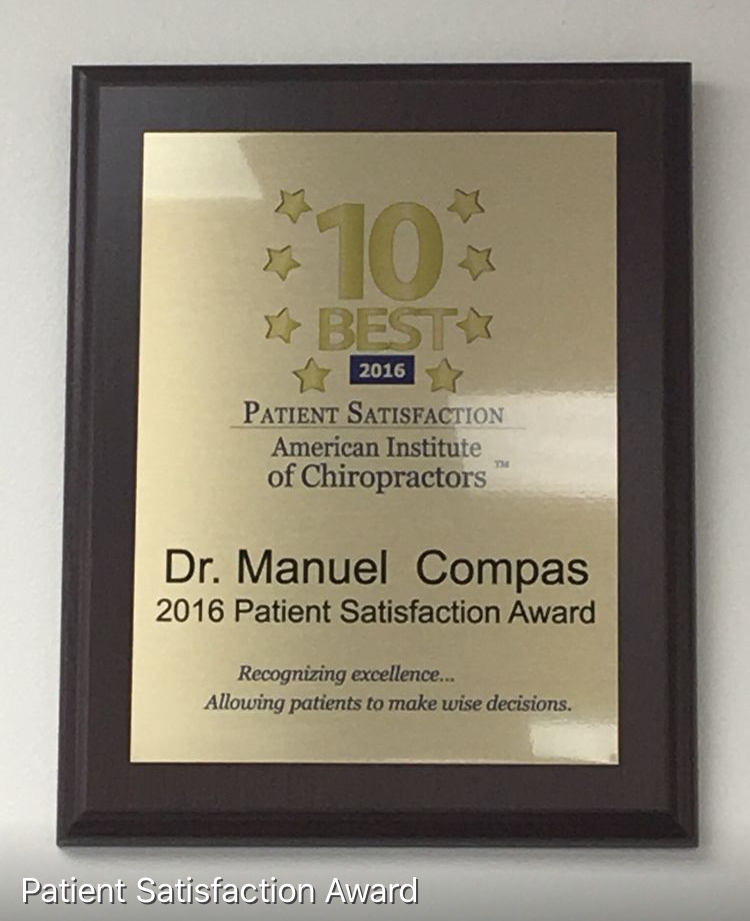 10
BEST
2016
PATIENT SATISFACTION
American Institute
of Chiropractors ™
Dr. Manuel Compas
2016 Patient Satisfaction Award
Recognizing excellence...
Allowing patients to make wise decisions.
Patient Satisfaction Award